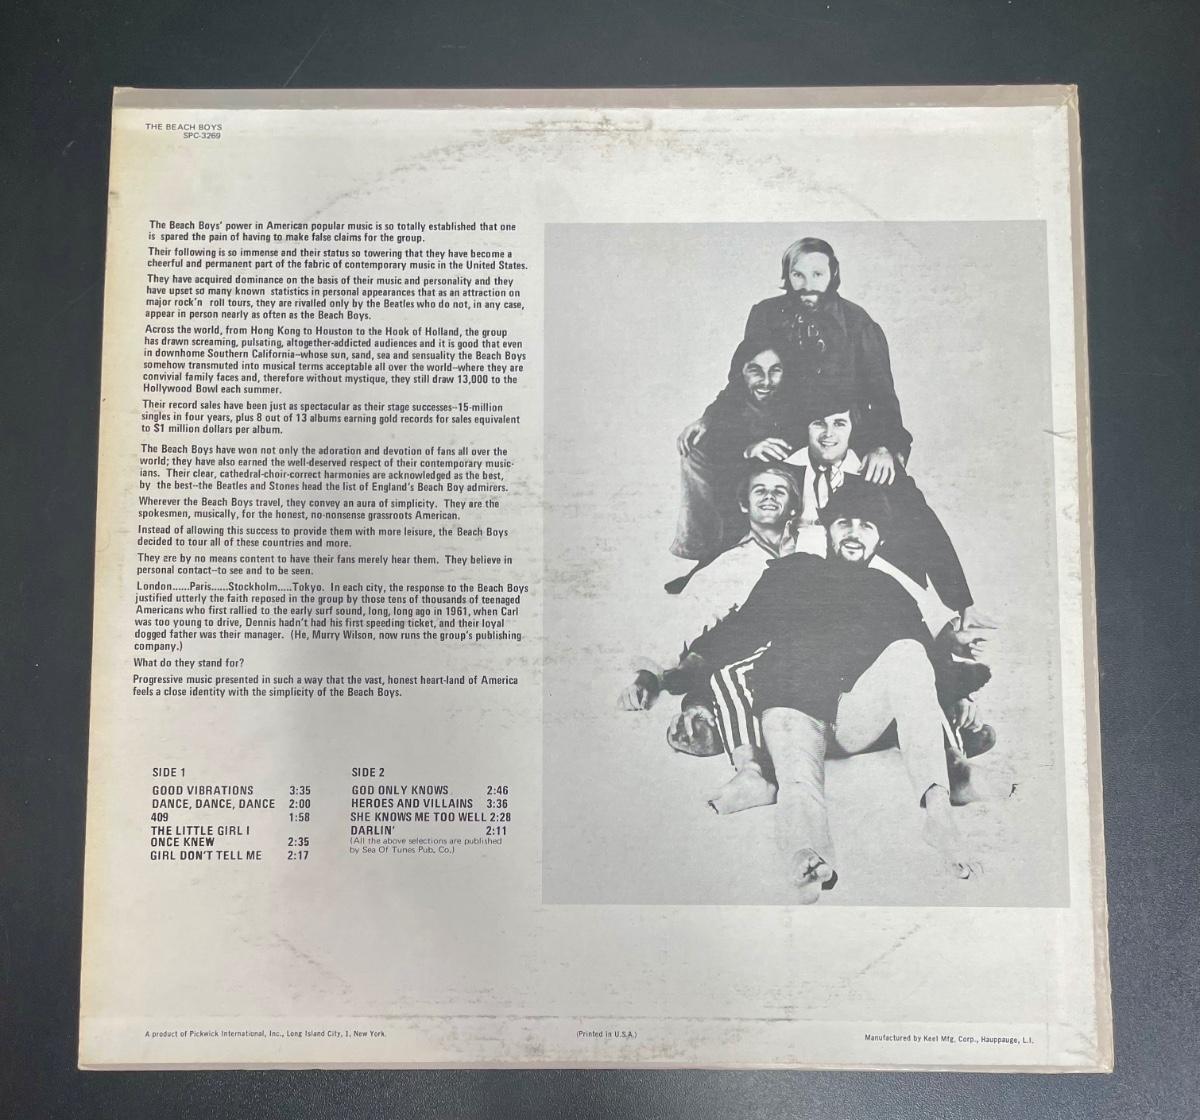 THE BEACH BOYS
SPC-3269
The Beach Boys' power in American popular music is so totally established that one
is spared the pain of having to make false claims for the group.
Their following is so immense and their status so towering that they have become a
cheerful and permanent part of the fabric of contemporary music in the United States.
They have acquired dominance on the basis of their music and personality and they
have upset so many known statistics in personal appearances that as an attraction on
major rock'n roll tours, they are rivalled only by the Beatles who do not, in any case,
appear in person nearly as often as the Beach Boys.
Across the world, from Hong Kong to Houston to the Hook of Holland, the group
has drawn screaming, pulsating, altogether-addicted audiences and it is good that even
in downhome Southern California--whose sun, sand, sea and sensuality the Beach Boys
somehow transmuted into musical terms acceptable all over the world--where they are
convivial family faces and, therefore without mystique, they still draw 13,000 to the
Hollywood Bowl each summer.
Their record sales have been just as spectacular as their stage successes--15-million
singles in four years, plus 8 out of 13 albums earning gold records for sales equivalent
to $1 million dollars per album.
The Beach Boys have won not only the adoration and devotion of fans all over the
world; they have also earned the well-deserved respect of their contemporary music-
ians. Their clear, cathedral-choir-correct harmonies are acknowledged as the best,
by the best--the Beatles and Stones head the list of England's Beach Boy admirers.
Wherever the Beach Boys travel, they convey an aura of simplicity. They are the
spokesmen, musically, for the honest, no-nonsense grassroots American.
Instead of allowing this success to provide them with more leisure, the Beach Boys
decided to tour all of these countries and more.
They are by no means content to have their fans merely hear them. They believe in
personal contact--to see and to be seen.
London......Paris......Stockholm.....Tokyo. In each city, the response to the Beach Boys
justified utterly the faith reposed in the group by those tens of thousands of teenaged
Americans who first rallied to the early surf sound, long, long ago in 1961, when Carl
was too young to drive, Dennis hadn't had his first speeding ticket, and their loyal
dogged father was their manager. (He, Murry Wilson, now runs the group's publishing
company.)
What do they stand for?
Progressive music presented in such a way that the vast, honest heart-land of America
feels a close identity with the simplicity of the Beach Boys.
SIDE 1
GOOD VIBRATIONS 3:35
DANCE, DANCE, DANCE 2:00
409 1:58
THE LITTLE GIRL I
ONCE KNEW 2:35
GIRL DON'T TELL ME 2:17
SIDE 2
GOD ONLY KNOWS 2:46
HEROES AND VILLAINS 3:36
SHE KNOWS ME TOO WELL 2:28
DARLIN' 2:11
(All the above selections are published
by Sea Of Tunes Pub. Co.)
A product of Pickwick International, Inc., Long Island City, 1, New York.
(Printed in U.S.A.)
Manufactured by Keel Mfg. Corp., Hauppauge, L.I.